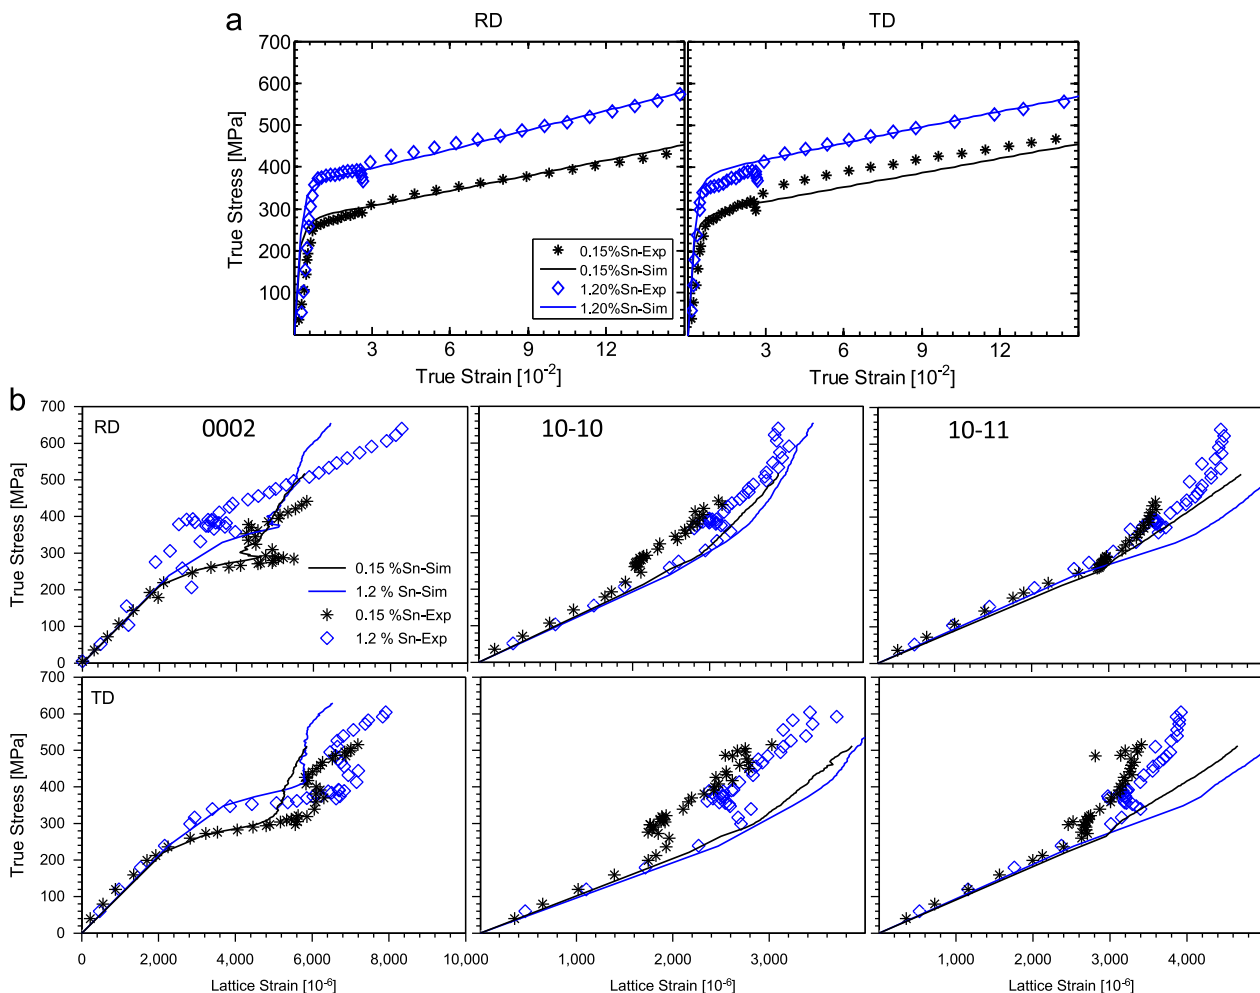 a
RD
TD
700
600
500
400
300
200
100
True Stress [MPa]
0.15%Sn-Exp
0.15%Sn-Sim
1.20%Sn-Exp
1.20%Sn-Sim
3 6 9 12
3 6 9 12
True Strain [10-2]
True Strain [10-2]
b
700
600
500
400
300
200
100
0
True Stress [MPa]
RD
0002
10-10
10-11
0.15 %Sn-Sim
1.2 % Sn-Sim
0.15 %Sn-Exp
1.2 % Sn-Exp
700
600
500
400
300
200
100
0
True Stress [MPa]
TD
0 2,000 4,000 6,000 8,000 10,000
1,000 2,000 3,000
1,000 2,000 3,000 4,000
Lattice Strain [10-6]
Lattice Strain [10-6]
Lattice Strain [10-6]